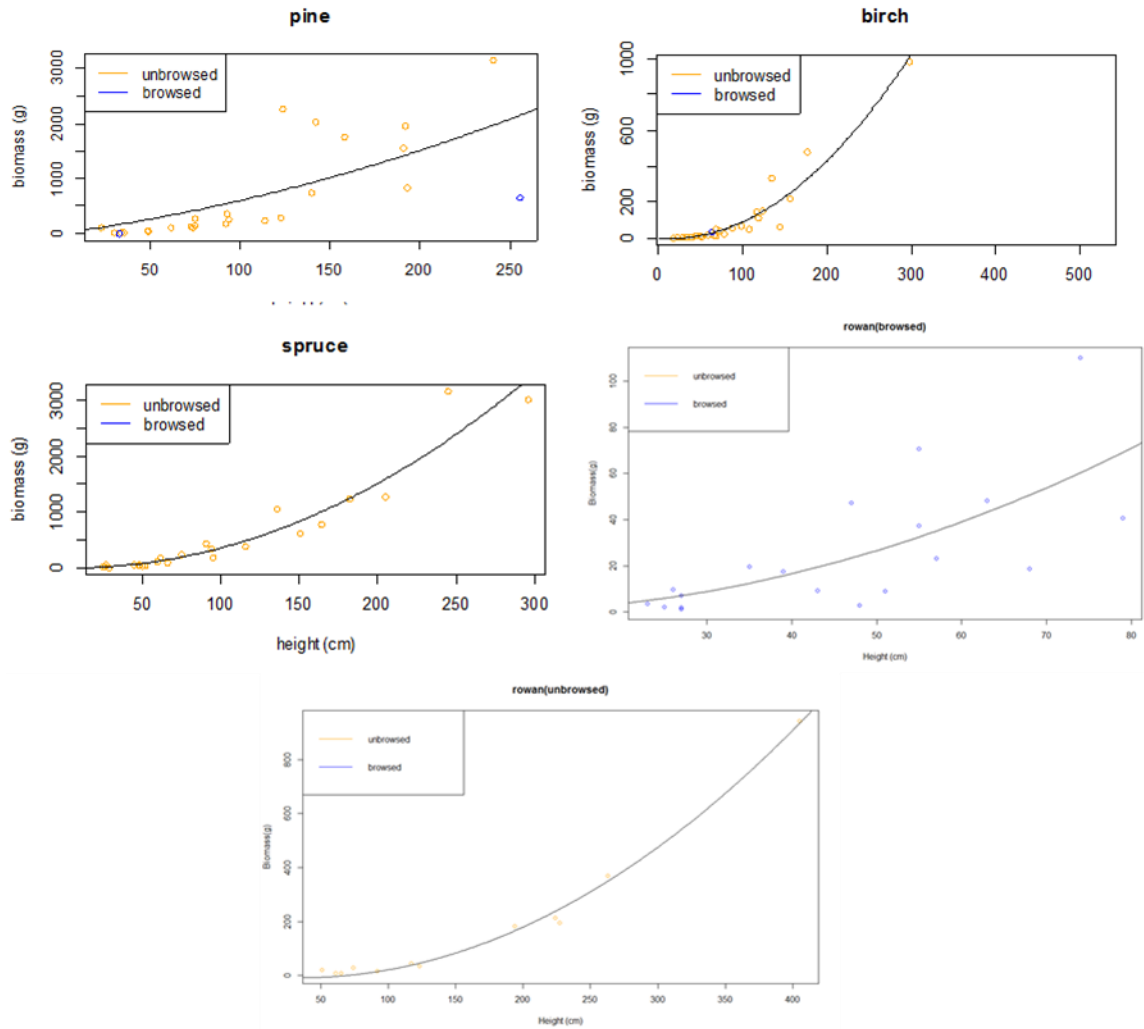 pine
biomass (g)
3000
2000
1000
0
unbrowsed
browsed
50 100 150 200 250
birch
biomass (g)
1000
600
200
0
unbrowsed
browsed
0 100 200 300 400 500
spruce
biomass (g)
3000
1000
0
unbrowsed
browsed
50 100 150 200 250 300
height (cm)
rowan(browsed)
Biomass(g)
100
80
60
40
20
0
unbrowsed
browsed
30 40 50 60 70 80
Height (cm)
rowan(unbrowsed)
Biomass(g)
800
600
400
200
0
unbrowsed
browsed
50 100 150 200 250 300 350 400
Height (cm)